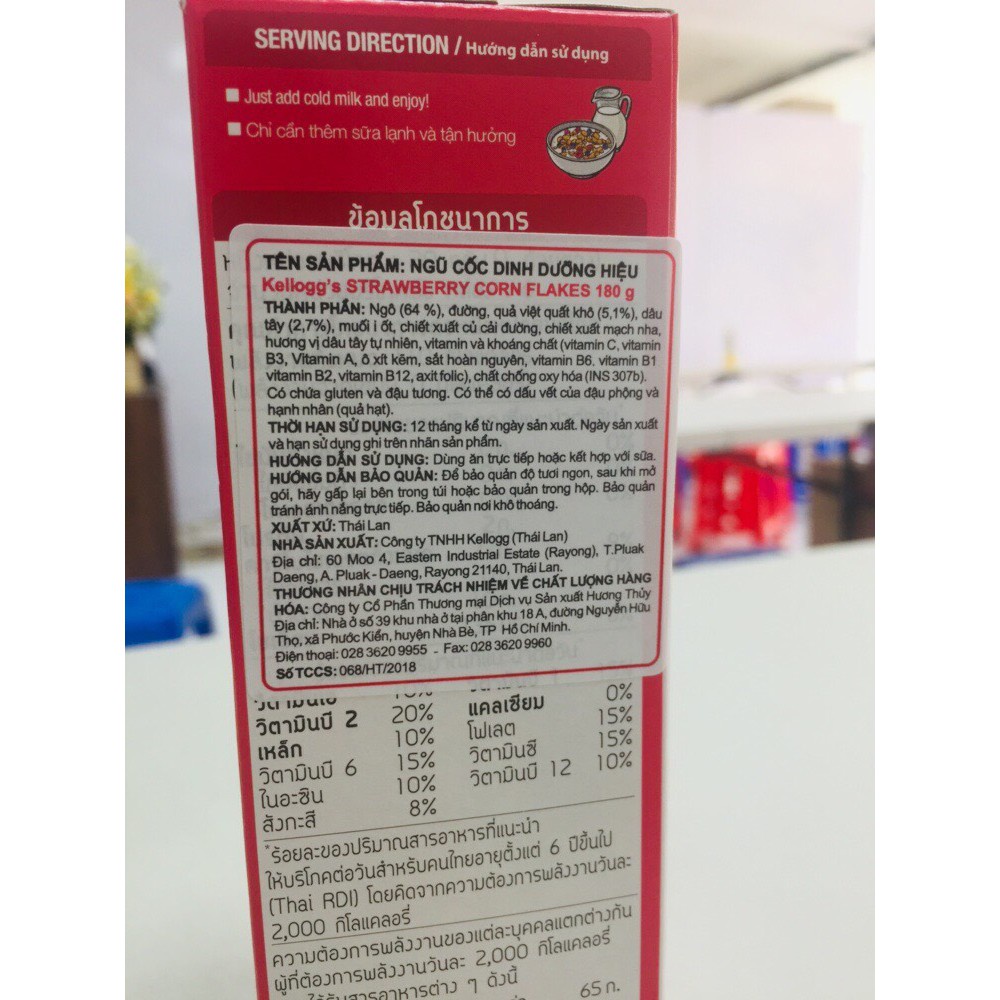 SERVING DIRECTION / Hướng dẫn sử dụng
Just add cold milk and enjoy!
Chỉ cần thêm sữa lạnh và tận hưởng
ข้อมูลโภชนาการ
TÊN SẢN PHẨM: NGŨ CỐC DINH DƯỠNG HIỆU
Kellogg's STRAWBERRY CORN FLAKES 180 g
THÀNH PHẦN: Ngô (64 %), đường, quả việt quất khô (5,1%), dâu
tây (2,7%), muối i ốt, chiết xuất củ cải đường, chiết xuất mạch nha,
hương vị dâu tây tự nhiên, vitamin và khoáng chất (vitamin C, vitamin
B3, Vitamin A, ô xít kẽm, sắt hoàn nguyên, vitamin B6, vitamin B1
vitamin B2, vitamin B12, axit folic), chất chống oxy hóa (INS 307b).
Có chứa gluten và đậu tương. Có thể có dấu vết của đậu phộng và
hạnh nhân (quả hạt).
THỜI HẠN SỬ DỤNG: 12 tháng kể từ ngày sản xuất. Ngày sản xuất
và hạn sử dụng ghi trên nhãn sản phẩm.
HƯỚNG DẪN SỬ DỤNG: Dùng ăn trực tiếp hoặc kết hợp với sữa.
HƯỚNG DẪN BẢO QUẢN: Để bảo quản độ tươi ngon, sau khi mở
gói, hãy gấp lại bên trong túi hoặc bảo quản trong hộp. Bảo quản
tránh ánh nắng trực tiếp. Bảo quản nơi khô thoáng.
XUẤT XỨ: Thái Lan
NHÀ SẢN XUẤT: Công ty TNHH Kellogg (Thái Lan)
Địa chỉ: 60 Moo 4, Eastern Industrial Estate (Rayong), T.Pluak
Daeng, A. Pluak - Daeng, Rayong 21140, Thái Lan.
THƯƠNG NHÂN CHỊU TRÁCH NHIỆM VỀ CHẤT LƯỢNG HÀNG
HÓA: Công ty Cổ Phần Thương mại Dịch vụ Sản xuất Hương Thủy
Địa chỉ: Nhà ở số 39 khu nhà ở tại phân khu 18 A, đường Nguyễn Hữu
Thọ, xã Phước Kiển, huyện Nhà Bè, TP Hồ Chí Minh.
Điện thoại: 028 3620 9955 - Fax: 028 3620 9960
Số TCCS: 068/HT/2018
0%
วิตามินบี 2 20% แคลเซียม 15%
เหล็ก 10% โฟเลต 15%
วิตามินบี 6 15% วิตามินซี 10%
ไนอะซิน 10% วิตามินบี 12
สังกะสี 8%
*ร้อยละของปริมาณสารอาหารที่แนะนำ
ให้บริโภคต่อวันสำหรับคนไทยอายุตั้งแต่ 6 ปีขึ้นไป
(Thai RDI) โดยคิดจากความต้องการพลังงานวันละ
2,000 กิโลแคลอรี่
ความต้องการพลังงานของแต่ละบุคคลแตกต่างกัน
ผู้ที่ต้องการพลังงานวันละ 2,000 กิโลแคลอรี่
สารอาหารต่าง ๆ ดังนี้
65 ก.